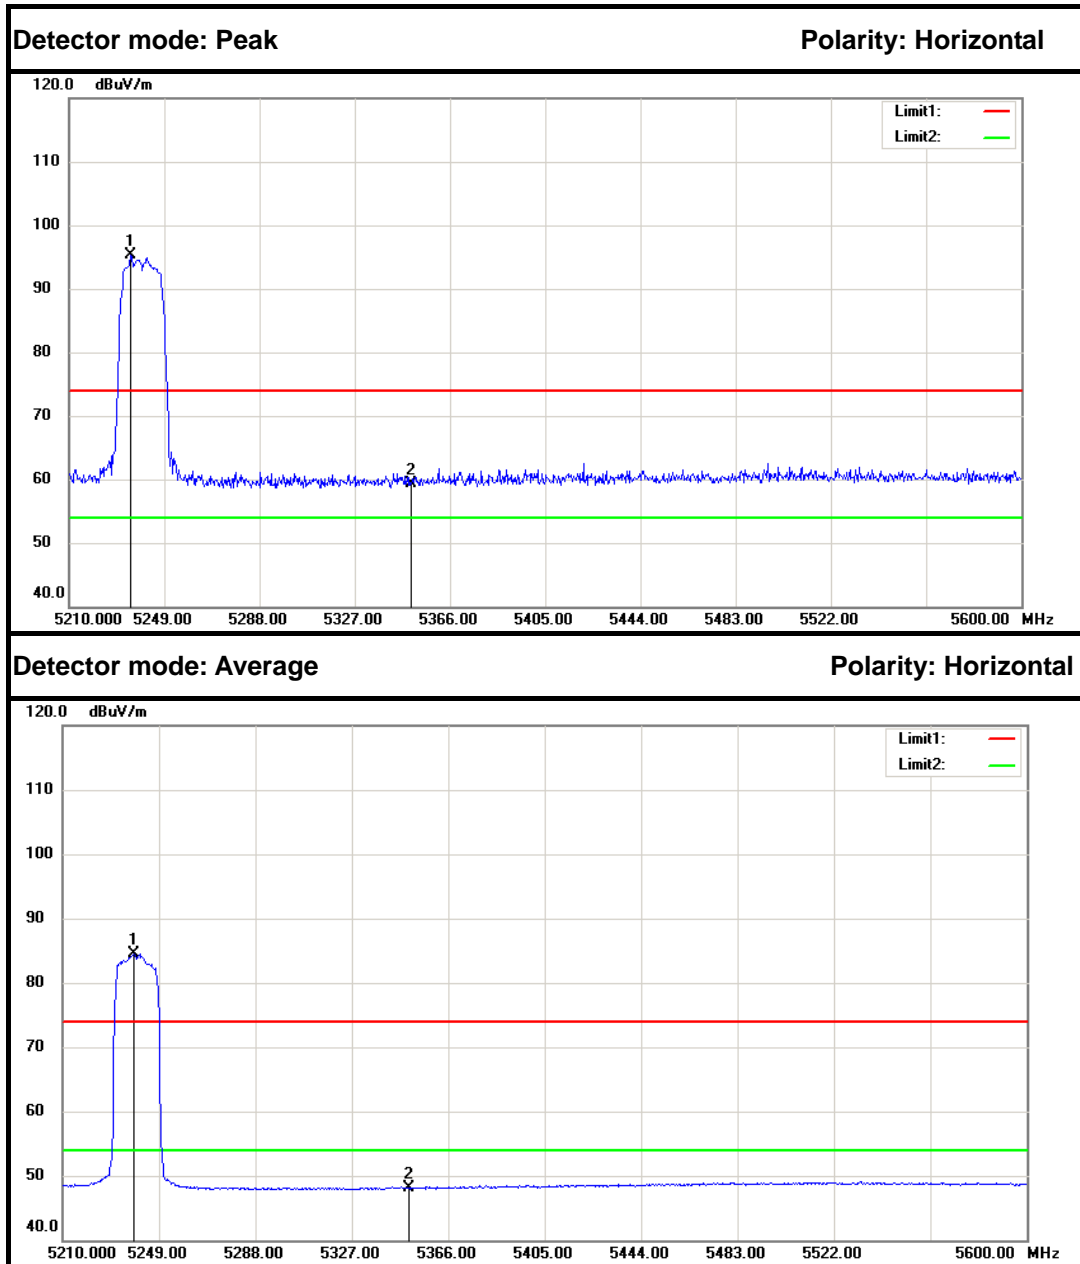 Detector mode: Peak Polarity: Horizontal
120.0 dBuV/m
Limit1:
Limit2:
110
100
90
80
70
60
50
40.0
1
2
5210.000 5249.00 5288.00 5327.00 5366.00 5405.00 5444.00 5483.00 5522.00 5600.00 MHz
Detector mode: Average Polarity: Horizontal
120.0 dBuV/m
Limit1:
Limit2:
110
100
90
80
70
60
50
40.0
1
2
5210.000 5249.00 5288.00 5327.00 5366.00 5405.00 5444.00 5483.00 5522.00 5600.00 MHz